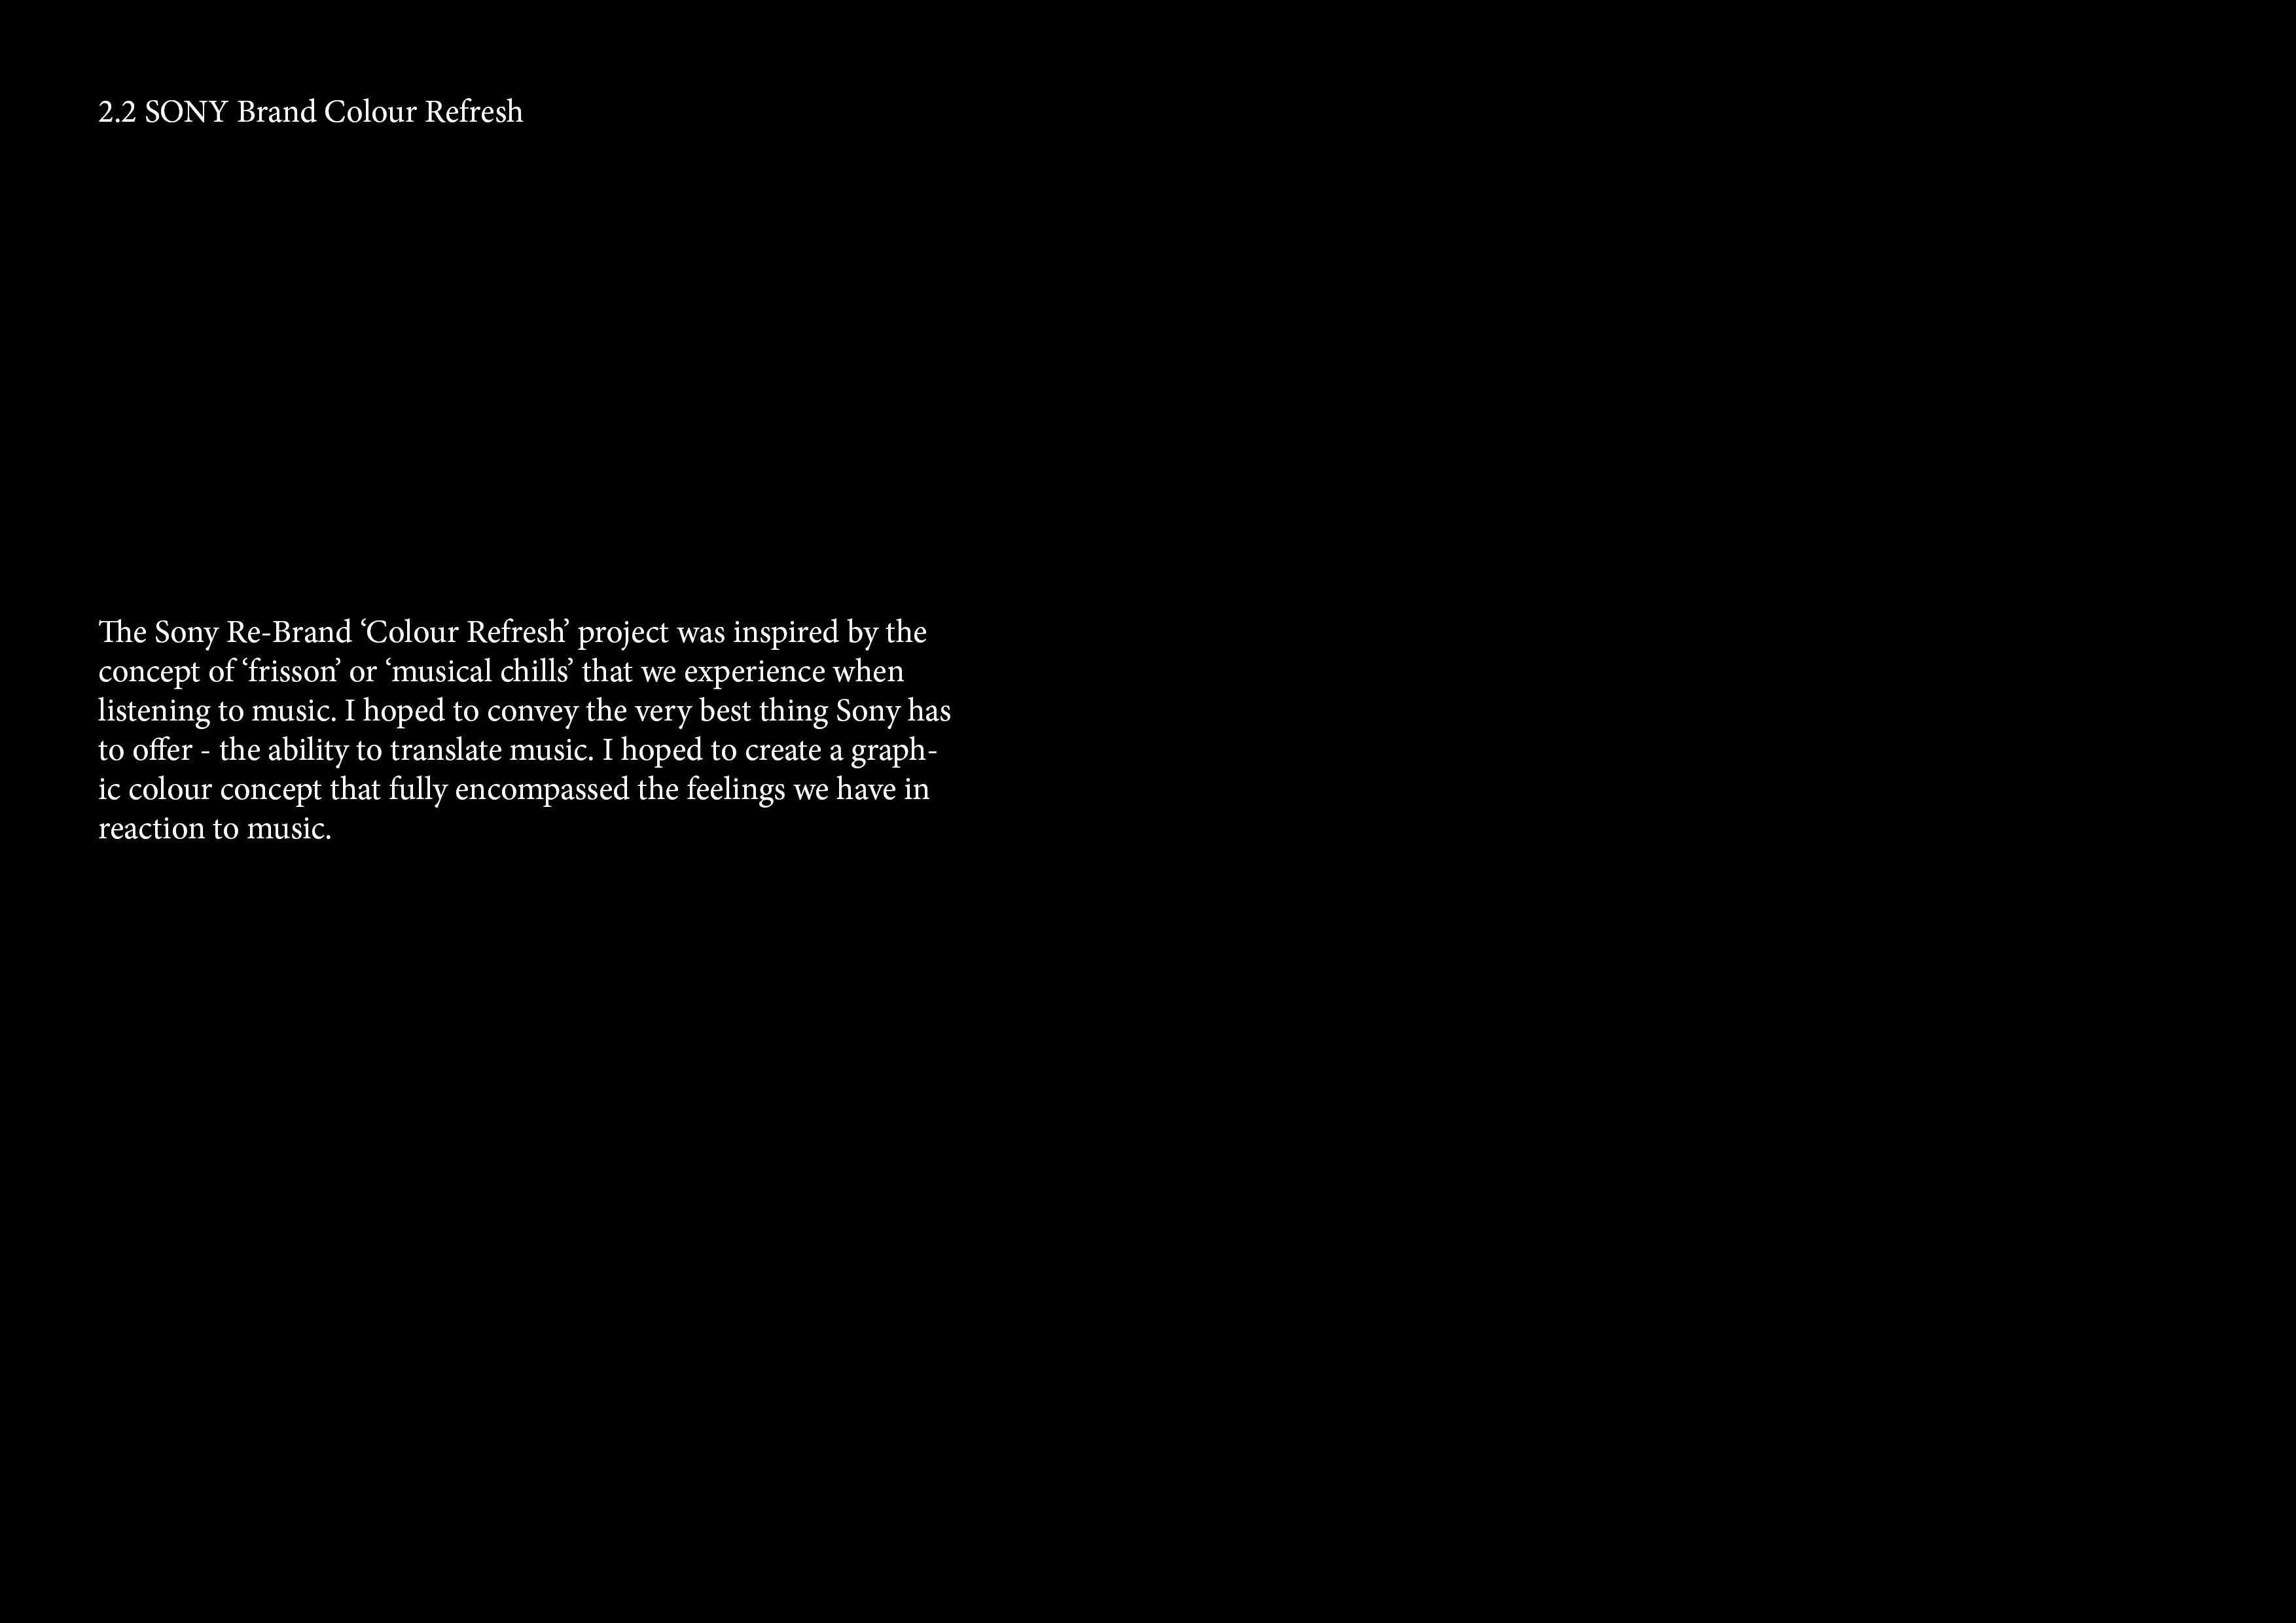 2.2 SONY Brand Colour Refresh
The Sony Re-Brand ‘Colour Refresh’ project was inspired by the
concept of ‘frisson’ or ‘musical chills’ that we experience when
listening to music. I hoped to convey the very best thing Sony has
to offer - the ability to translate music. I hoped to create a graph-
ic colour concept that fully encompassed the feelings we have in
reaction to music.